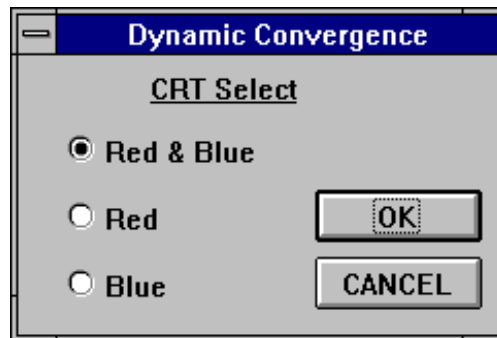 Dynamic Convergence
CRT Select
Red & Blue
Red
OK
Blue
CANCEL